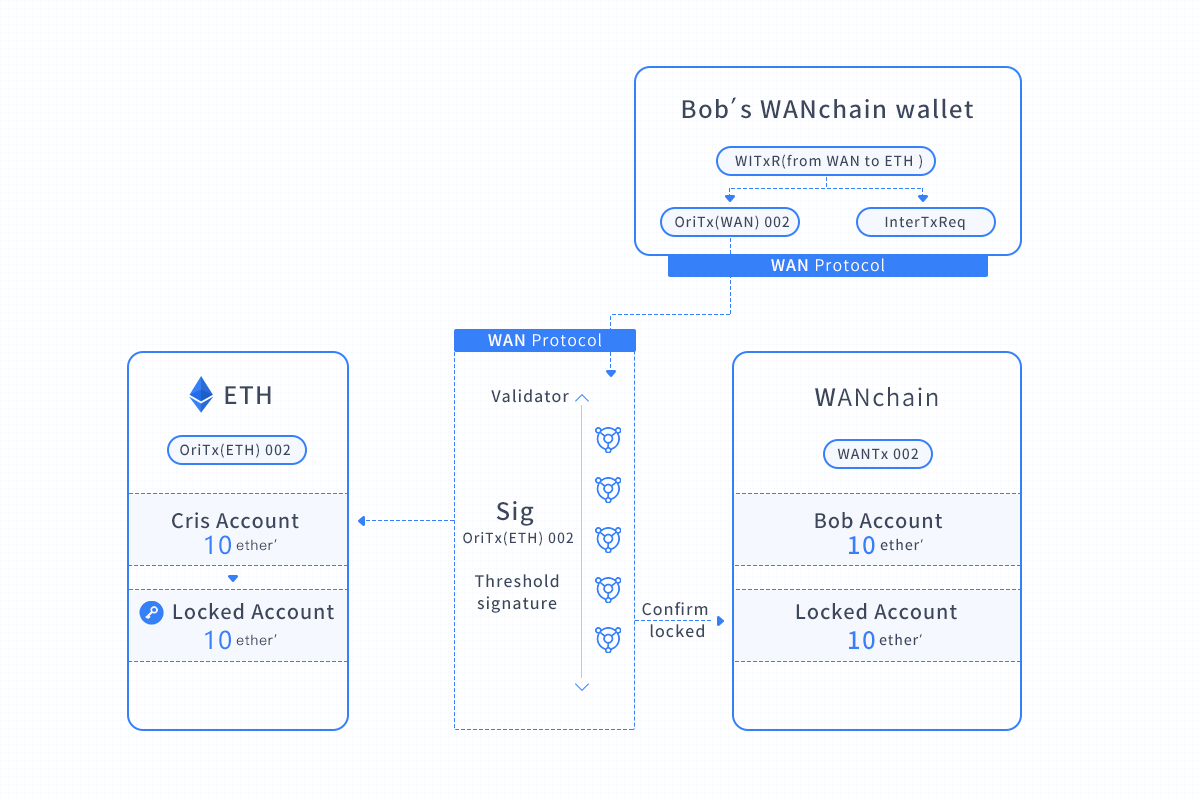 Bob′s WANchain wallet
WITxR(from WAN to ETH )
OriTx(WAN) 002
InterTxReq
WAN Protocol
WAN Protocol
ETH
OriTx(ETH) 002
Cris Account
10 ether′
Locked Account
10 ether′
Validator
Sig
OriTx(ETH) 002
Threshold
signature
Confirm
locked
WANchain
WANTx 002
Bob Account
10 ether′
Locked Account
10 ether′